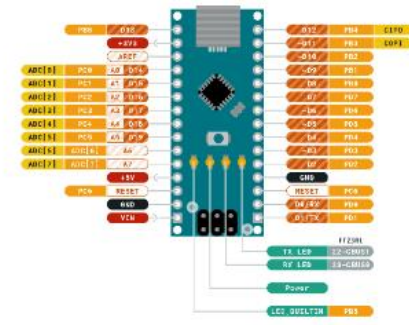 PB5 D13
D12 PB4 CIPO
+3V3
~D11 PB3 COPI
AREF
~D10 PB2
ADC[0] PC0 A0 D14
~D9 PB1
ADC[1] PC1 A1 D15
D8 PB0
ADC[2] PC2 A2 D16
D7 PD7
ADC[3] PC3 A3 D17
~D6 PD6
ADC[4] PC4 A4 D18
~D5 PD5
ADC[5] PC5 A5 D19
D4 PD4
ADC[6] ADC[6] A6
~D3 PD3
ADC[7] ADC[7] A7
D2 PD2
+5V
GND
PC6 RESET
RESET PC6
GND
D0/RX PD0
VIN
D1/TX PD1
FT232RL
TX LED 22-CBUS1
RX LED 23-CBUS0
Power
LED_BUILTIN PB5